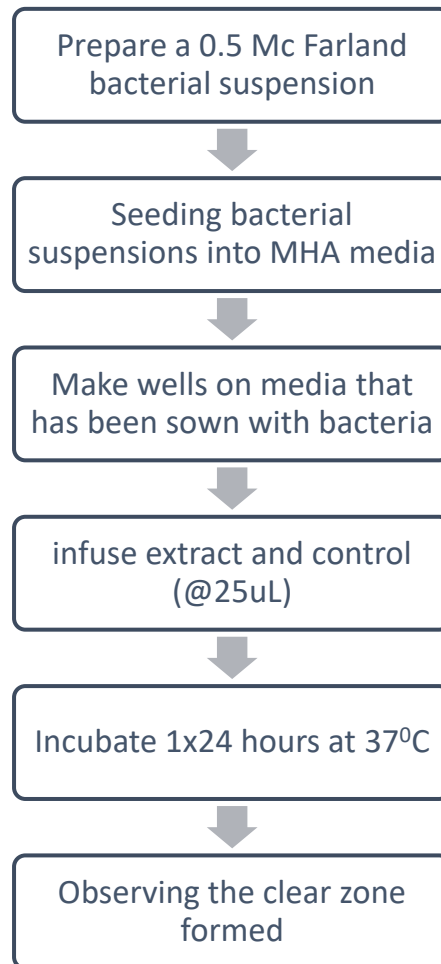 Prepare a 0.5 Mc Farland
bacterial suspension
Seeding bacterial
suspensions into MHA media
Make wells on media that
has been sown with bacteria
infuse extract and control
(@25uL)
Incubate 1x24 hours at 37⁰C
Observing the clear zone
formed